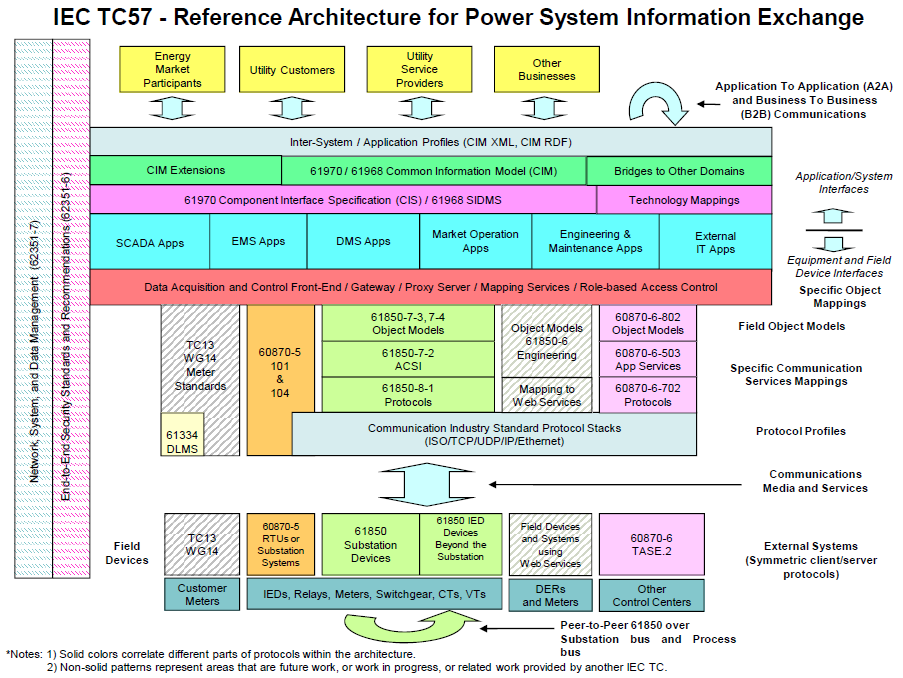 IEC TC57 - Reference Architecture for Power System Information Exchange
Energy
Market
Participants
Utility Customers
Utility
Service
Providers
Other
Businesses
Application To Application (A2A)
and Business To Business
(B2B) Communications
Inter-System / Application Profiles (CIM XML, CIM RDF)
CIM Extensions
61970 / 61968 Common Information Model (CIM)
Bridges to Other Domains
Application/System
Interfaces
61970 Component Interface Specification (CIS) / 61968 SIDMS
Technology Mappings
SCADA Apps
EMS Apps
DMS Apps
Market Operation
Apps
Engineering &
Maintenance Apps
External
IT Apps
Equipment and Field
Device Interfaces
Data Acquisition and Control Front-End / Gateway / Proxy Server / Mapping Services / Role-based Access Control
Specific Object
Mappings
Network, System, and Data Management (62351-7)
End-to-End Security Standards and Recommendations (62351-6)
TC13
WG14
Meter
Standards
61334
DLMS
60870-5
101
&
104
61850-7-3, 7-4
Object Models
61850-7-2
ACSI
61850-8-1
Protocols
Object Models
61850-6
Engineering
Mapping to
Web Services
60870-6-802
Object Models
60870-6-503
App Services
60870-6-702
Protocols
Field Object Models
Specific Communication
Services Mappings
Communication Industry Standard Protocol Stacks
(ISO/TCP/UDP/IP/Ethernet)
Protocol Profiles
Communications
Media and Services
Field
Devices
TC13
WG14
60870-5
RTUs or
Substation
Systems
61850
Substation
Devices
61850 IED
Devices
Beyond the
Substation
Field Devices
and Systems
using
Web Services
60870-6
TASE.2
External Systems
(Symmetric client/server
protocols)
Customer
Meters
IEDs, Relays, Meters, Switchgear, CTs, VTs
DERs
and Meters
Other
Control Centers
Peer-to-Peer 61850 over
Substation bus and Process
bus
*Notes: 1) Solid colors correlate different parts of protocols within the architecture.
2) Non-solid patterns represent areas that are future work, or work in progress, or related work provided by another IEC TC.